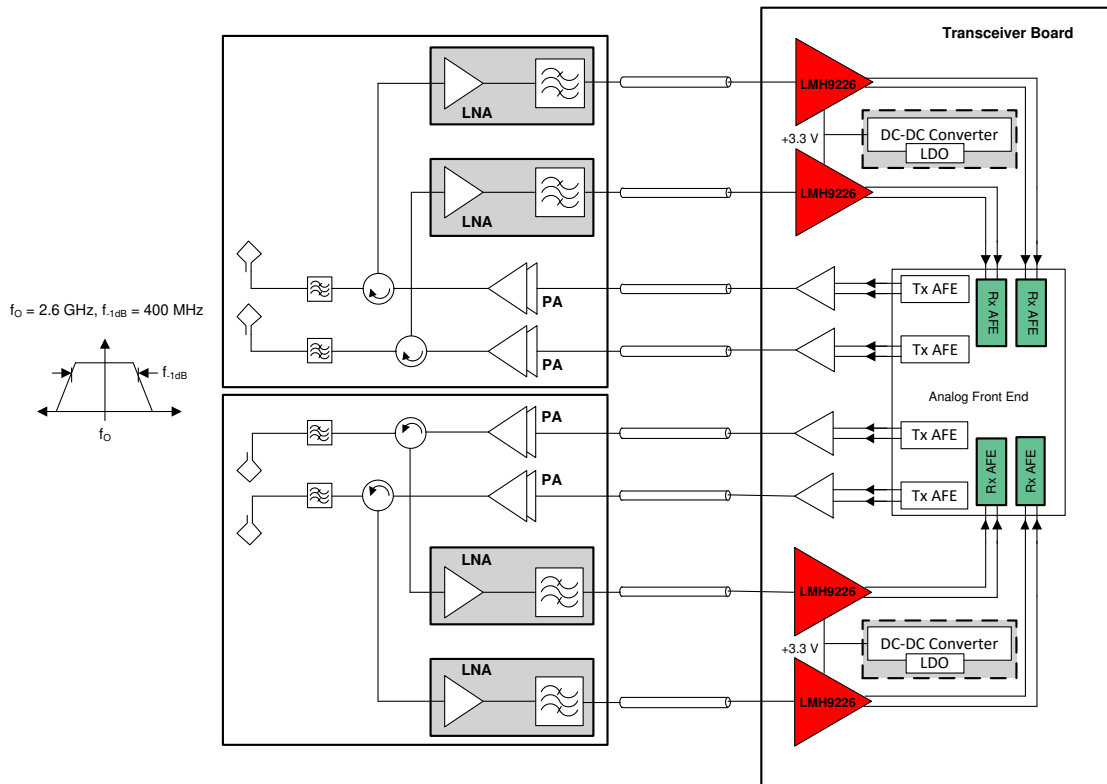 Transceiver Board
LMH9226
LNA
DC-DC Converter
LDO
+3.3 V
LMH9226
LNA
Tx AFE
Rx AFE
Rx AFE
PA
fO = 2.6 GHz, f-1dB = 400 MHz
Tx AFE
PA
f-1dB
Analog Front End
fO
PA
Tx AFE
Rx AFE
Rx AFE
PA
Tx AFE
LNA
LMH9226
DC-DC Converter
LDO
+3.3 V
LNA
LMH9226